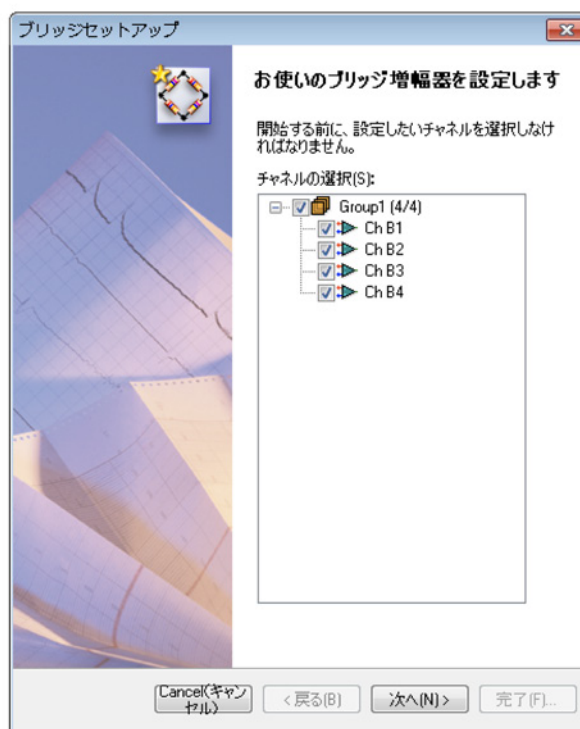 ブリッジセットアップ
お使いのブリッジ増幅器を設定します
開始する前に、設定したいチャネルを選択しなけ
ればなりません。
チャネルの選択(S):
Group1 (4/4)
Ch B1
Ch B2
Ch B3
Ch B4
Cancel(キャン
セル)
< 戻る(B)
次へ(N) >
完了(F)...